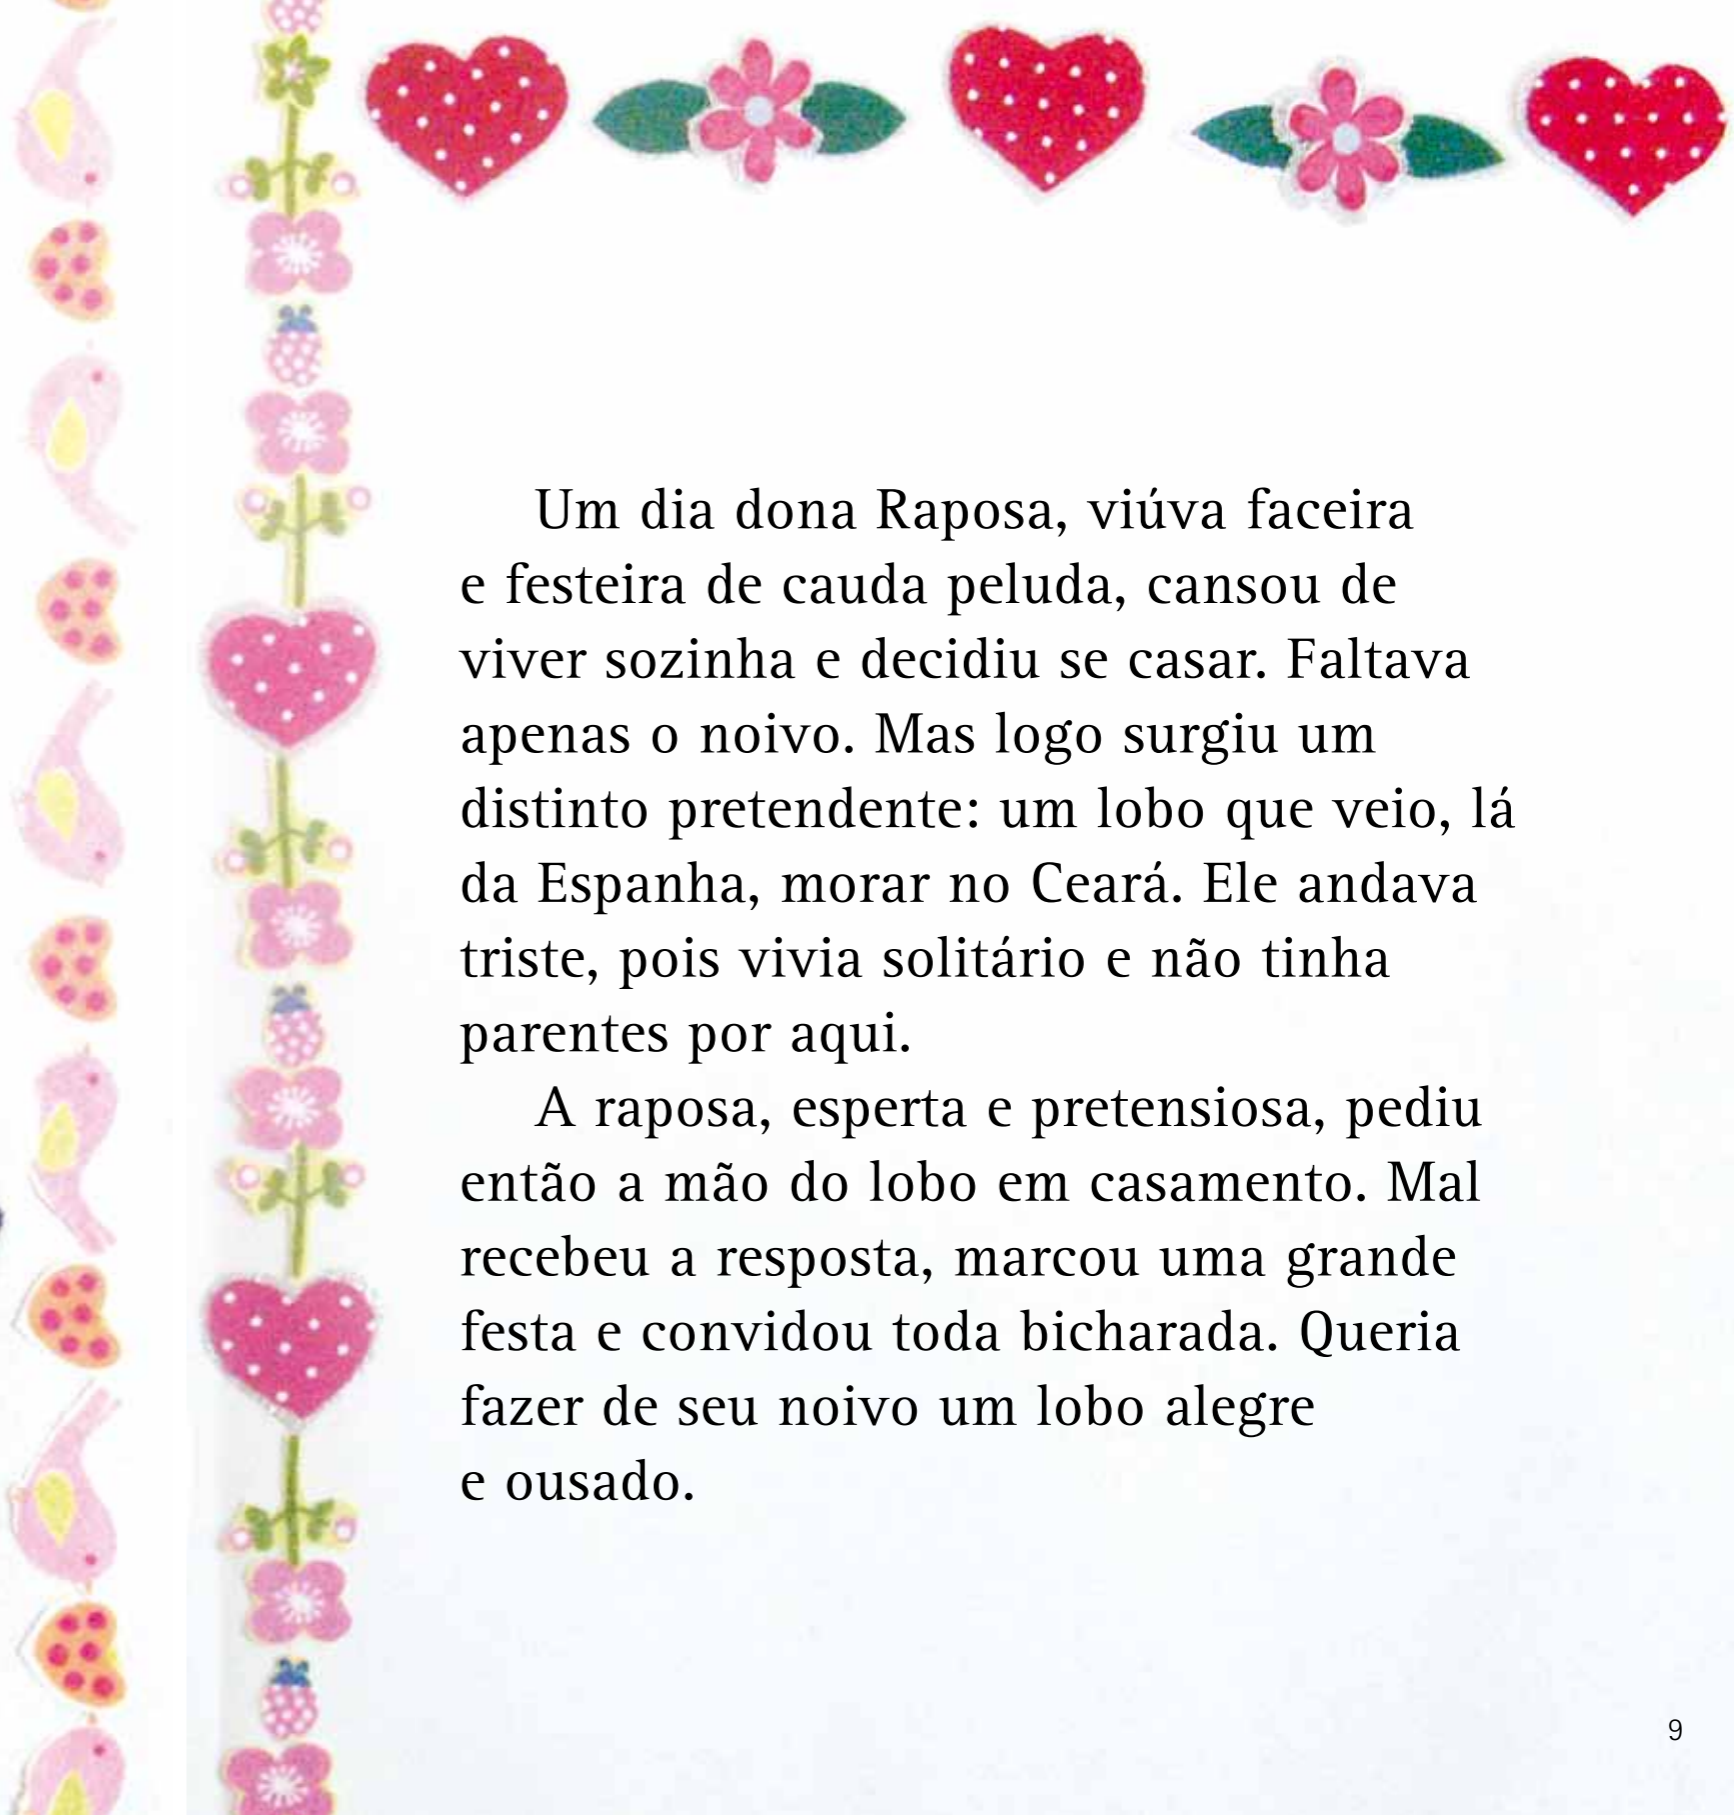 Um dia dona Raposa, viúva faceira
e festeira de cauda peluda, cansou de
viver sozinha e decidiu se casar. Faltava
apenas o noivo. Mas logo surgiu um
distinto pretendente: um lobo que veio, lá
da Espanha, morar no Ceará. Ele andava
triste, pois vivia solitário e não tinha
parentes por aqui.
A raposa, esperta e pretensiosa, pediu
então a mão do lobo em casamento. Mal
recebeu a resposta, marcou uma grande
festa e convidou toda bicharada. Queria
fazer de seu noivo um lobo alegre
e ousado.
9